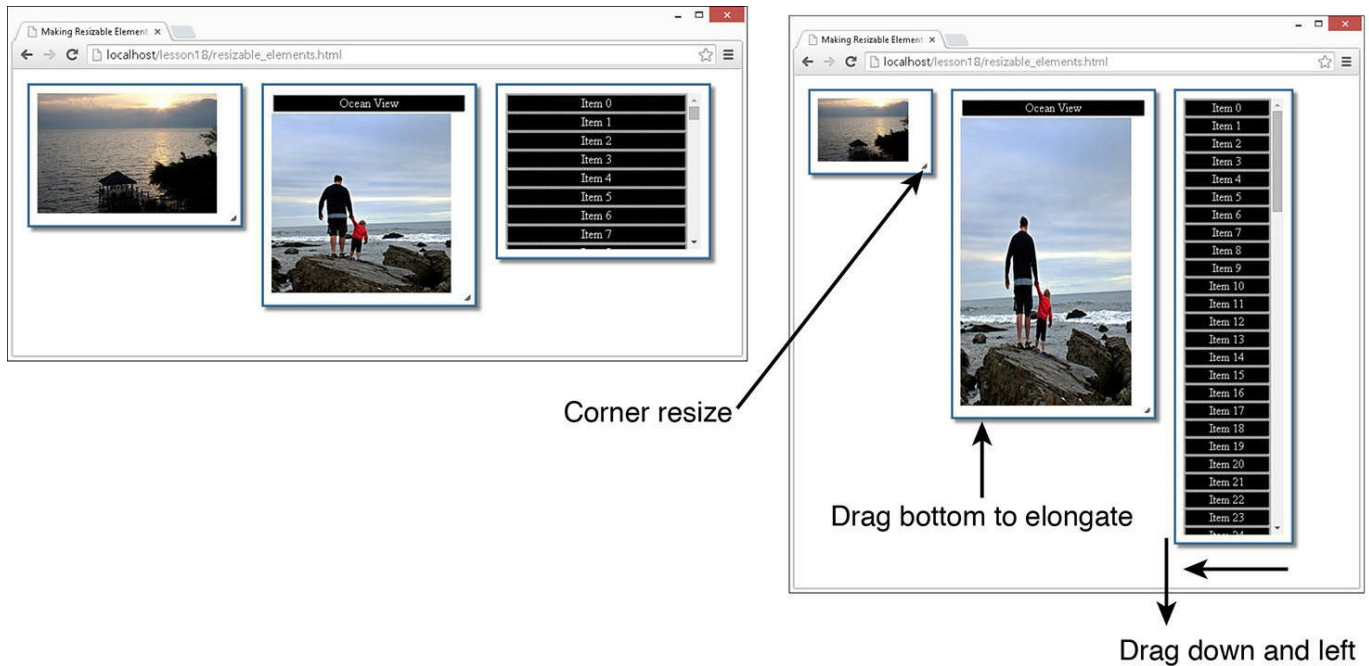 Making Resizable Element
localhost/lesson18/resizable_elements.html
Ocean View
Item 0
Item 1
Item 2
Item 3
Item 4
Item 5
Item 6
Item 7
Making Resizable Element
localhost/lesson18/resizable_elements.html
Ocean View
Item 0
Item 1
Item 2
Item 3
Item 4
Item 5
Item 6
Item 7
Item 8
Item 9
Item 10
Item 11
Item 12
Item 13
Item 14
Item 15
Item 16
Item 17
Item 18
Item 19
Item 20
Item 21
Item 22
Item 23
Corner resize
Drag bottom to elongate
Drag down and left